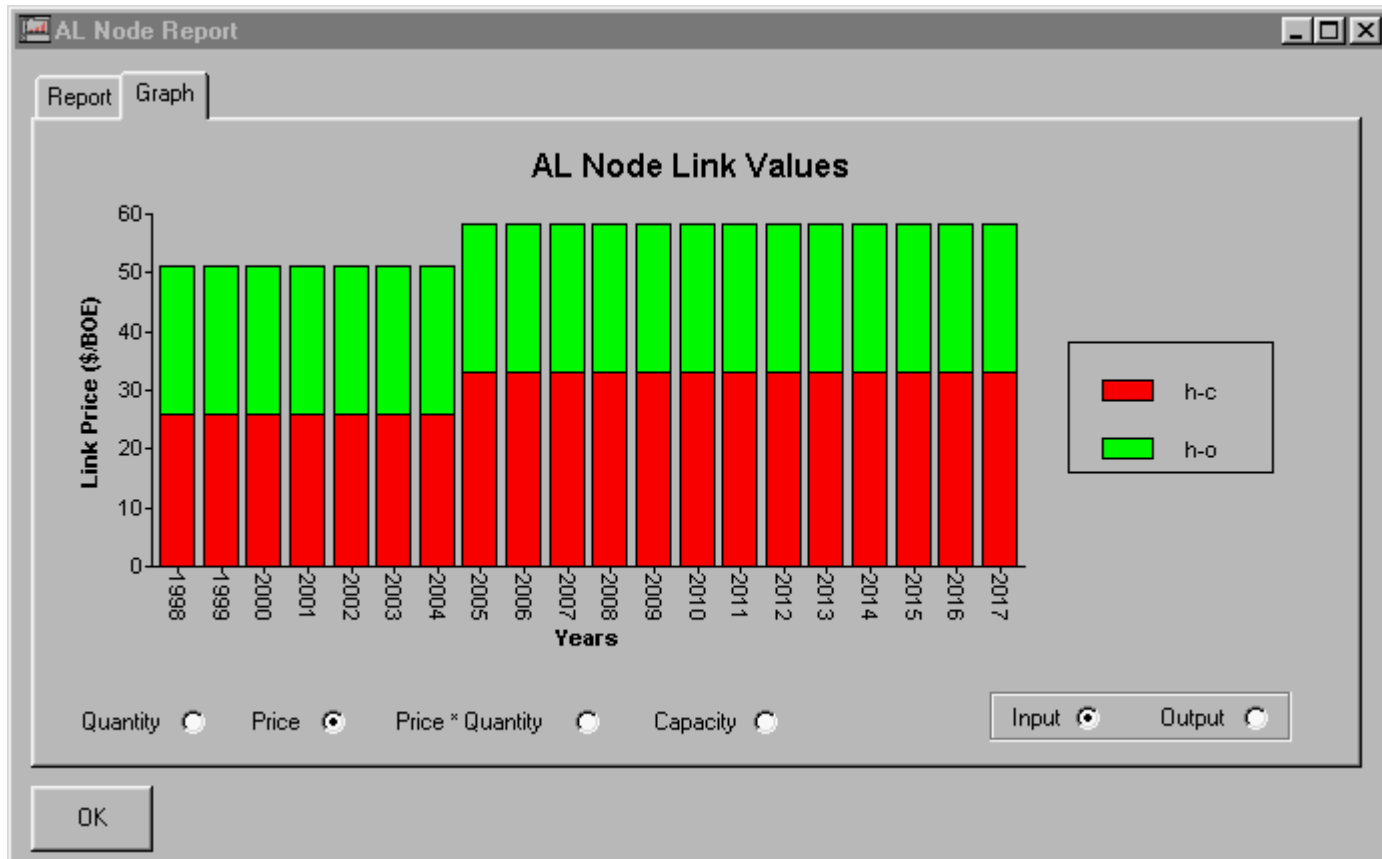 AL Node Report
Report Graph
AL Node Link Values
Link Price ($/BOE)
60
50
40
30
20
10
0
1998 1999 2000 2001 2002 2003 2004 2005 2006 2007 2008 2009 2010 2011 2012 2013 2014 2015 2016 2017
Years
h-c
h-o
Quantity Price Price * Quantity Capacity Input Output
OK